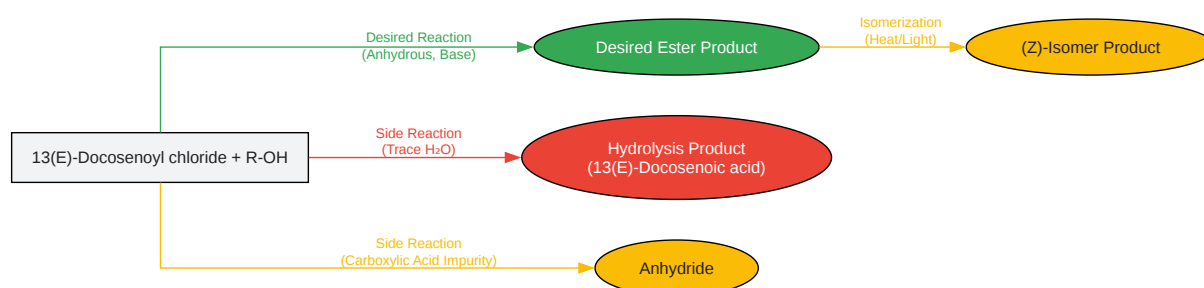 Isomerization
(Heat/Light)
Desired Reaction
(Anhydrous, Base)
Desired Ester Product
(Z)-Isomer Product
Side Reaction
(Trace H₂O)
13(E)-Docosenoyl chloride + R-OH
Hydrolysis Product
(13(E)-Docosenoic acid)
Side Reaction
(Carboxylic Acid Impurity)
Anhydride